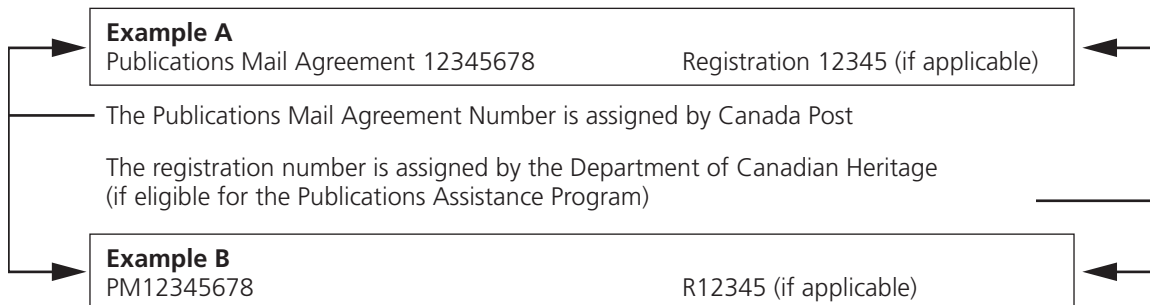 Example A
Publications Mail Agreement 12345678 Registration 12345 (if applicable)
The Publications Mail Agreement Number is assigned by Canada Post
The registration number is assigned by the Department of Canadian Heritage
(if eligible for the Publications Assistance Program)
Example B
PM12345678 R12345 (if applicable)